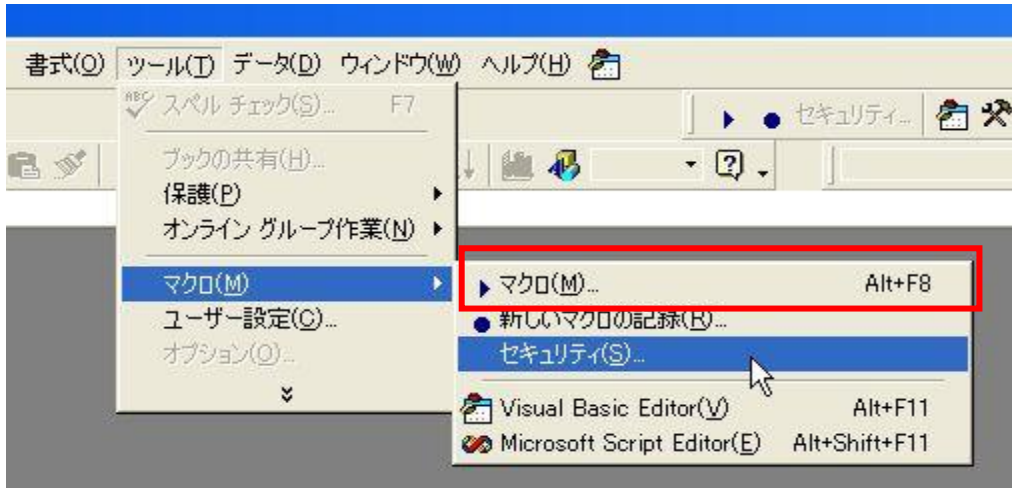 書式(O) ツール(T) データ(D) ウィンドウ(W) ヘルプ(H)
ABC スペル チェック(S)... F7
セキュリティ...
ブックの共有(H)...
保護(P)
オンライン グループ作業(N)
マクロ(M)
ユーザー設定(C)...
オプション(O)...
マクロ(M)... Alt+F8
新しいマクロの記録(R)...
セキュリティ(S)...
Visual Basic Editor(V) Alt+F11
Microsoft Script Editor(E) Alt+Shift+F11